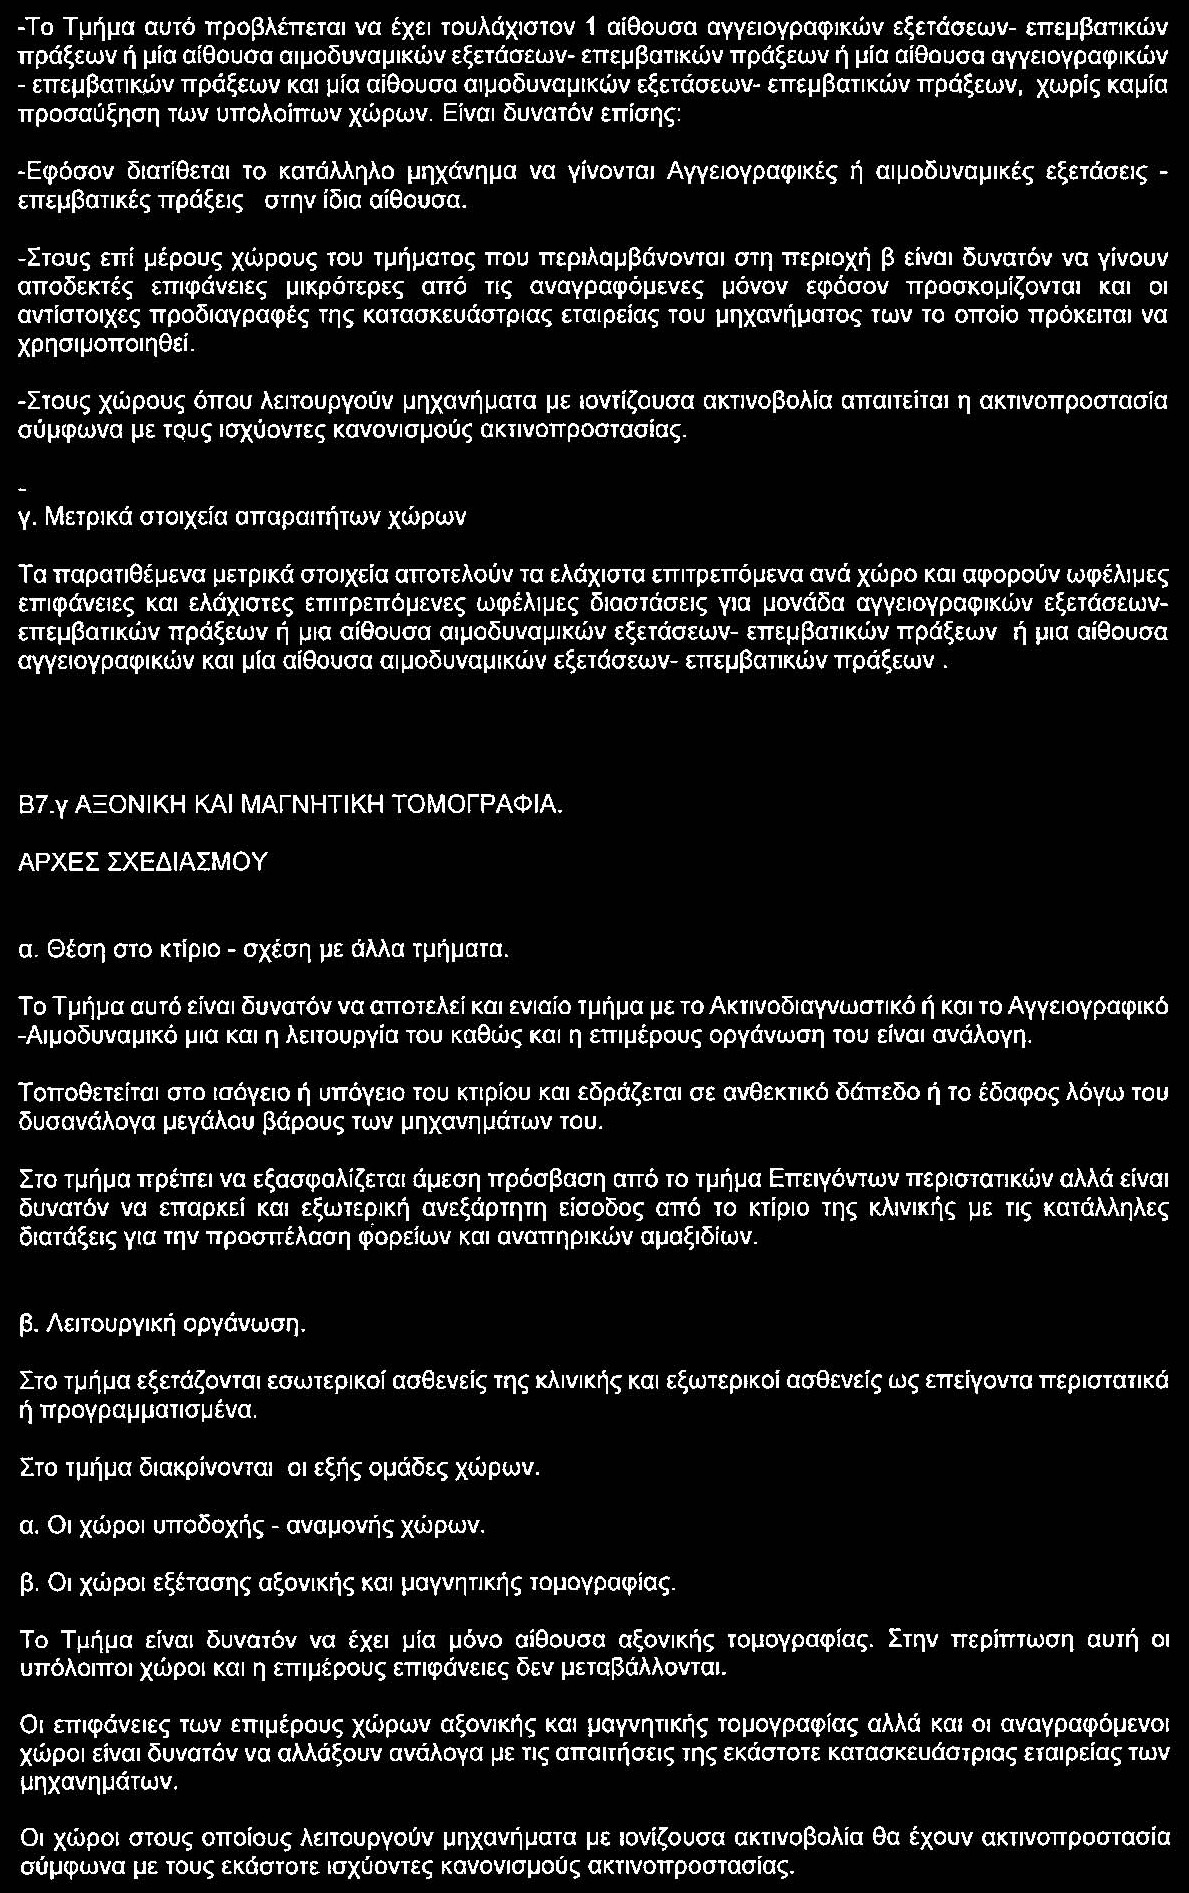 -Το Τμήμα αυτό προβλέπεται να έχει τουλάχιστον 1 αίθουσα αγγειογραφικών εξετάσεων- επεμβατικών
πράξεων ή μία αίθουσα αιμοδυναμικών εξετάσεων- επεμβατικών πράξεων ή μία αίθουσα αγγειογραφικών
- επεμβατικών πράξεων και μία αίθουσα αιμοδυναμικών εξετάσεων- επεμβατικών πράξεων, χωρίς καμία
προσαύξηση των υπολοίπων χώρων. Είναι δυνατόν επίσης:
-Εφόσον διατίθεται το κατάλληλο μηχάνημα να γίνονται Αγγειογραφικές ή αιμοδυναμικές εξετάσεις -
επεμβατικές πράξεις στην ίδια αίθουσα.
-Στους επί μέρους χώρους του τμήματος που περιλαμβάνονται στη περιοχή β είναι δυνατόν να γίνουν
αποδεκτές επιφάνειες μικρότερες από τις αναγραφόμενες μόνον εφόσον προσκομίζονται και οι
αντίστοιχες προδιαγραφές της κατασκευάστριας εταιρείας του μηχανήματος των το οποίο πρόκειται να
χρησιμοποιηθεί.
-Στους χώρους όπου λειτουργούν μηχανήματα με ιοντίζουσα ακτινοβολία απαιτείται η ακτινοπροστασία
σύμφωνα με τους ισχύοντες κανονισμούς ακτινοπροστασίας.
-
γ. Μετρικά στοιχεία απαραιτήτων χώρων
Τα παρατιθέμενα μετρικά στοιχεία αποτελούν τα ελάχιστα επιτρεπόμενα ανά χώρο και αφορούν ωφέλιμες
επιφάνειες και ελάχιστες επιτρεπόμενες ωφέλιμες διαστάσεις για μονάδα αγγειογραφικών εξετάσεων-
επεμβατικών πράξεων ή μια αίθουσα αιμοδυναμικών εξετάσεων- επεμβατικών πράξεων ή μια αίθουσα
αγγειογραφικών και μία αίθουσα αιμοδυναμικών εξετάσεων- επεμβατικών πράξεων .
Β7.γ ΑΞΟΝΙΚΗ ΚΑΙ ΜΑΓΝΗΤΙΚΗ ΤΟΜΟΓΡΑΦΙΑ.
ΑΡΧΕΣ ΣΧΕΔΙΑΣΜΟΥ
α. Θέση στο κτίριο - σχέση με άλλα τμήματα.
Το Τμήμα αυτό είναι δυνατόν να αποτελεί και ενιαίο τμήμα με το Ακτινοδιαγνωστικό ή και το Αγγειογραφικό
-Αιμοδυναμικό μια και η λειτουργία του καθώς και η επιμέρους οργάνωση του είναι ανάλογη.
Τοποθετείται στο ισόγειο ή υπόγειο του κτιρίου και εδράζεται σε ανθεκτικό δάπεδο ή το έδαφος λόγω του
δυσανάλογα μεγάλου βάρους των μηχανημάτων του.
Στο τμήμα πρέπει να εξασφαλίζεται άμεση πρόσβαση από το τμήμα Επειγόντων περιστατικών αλλά είναι
δυνατόν να επαρκεί και εξωτερική ανεξάρτητη είσοδος από το κτίριο της κλινικής με τις κατάλληλες
διατάξεις για την προσπέλαση φορείων και αναπηρικών αμαξιδίων.
β. Λειτουργική οργάνωση.
Στο τμήμα εξετάζονται εσωτερικοί ασθενείς της κλινικής και εξωτερικοί ασθενείς ως επείγοντα περιστατικά
ή προγραμματισμένα.
Στο τμήμα διακρίνονται οι εξής ομάδες χώρων.
α. Οι χώροι υποδοχής - αναμονής χώρων.
β. Οι χώροι εξέτασης αξονικής και μαγνητικής τομογραφίας.
Το Τμήμα είναι δυνατόν να έχει μία μόνο αίθουσα αξονικής τομογραφίας. Στην περίπτωση αυτή οι
υπόλοιποι χώροι και η επιμέρους επιφάνειες δεν μεταβάλλονται.
Οι επιφάνειες των επιμέρους χώρων αξονικής και μαγνητικής τομογραφίας αλλά και οι αναγραφόμενοι
χώροι είναι δυνατόν να αλλάξουν ανάλογα με τις απαιτήσεις της εκάστοτε κατασκευάστριας εταιρείας των
μηχανημάτων.
Οι χώροι στους οποίους λειτουργούν μηχανήματα με ιονίζουσα ακτινοβολία θα έχουν ακτινοπροστασία
σύμφωνα με τους εκάστοτε ισχύοντες κανονισμούς ακτινοπροστασίας.